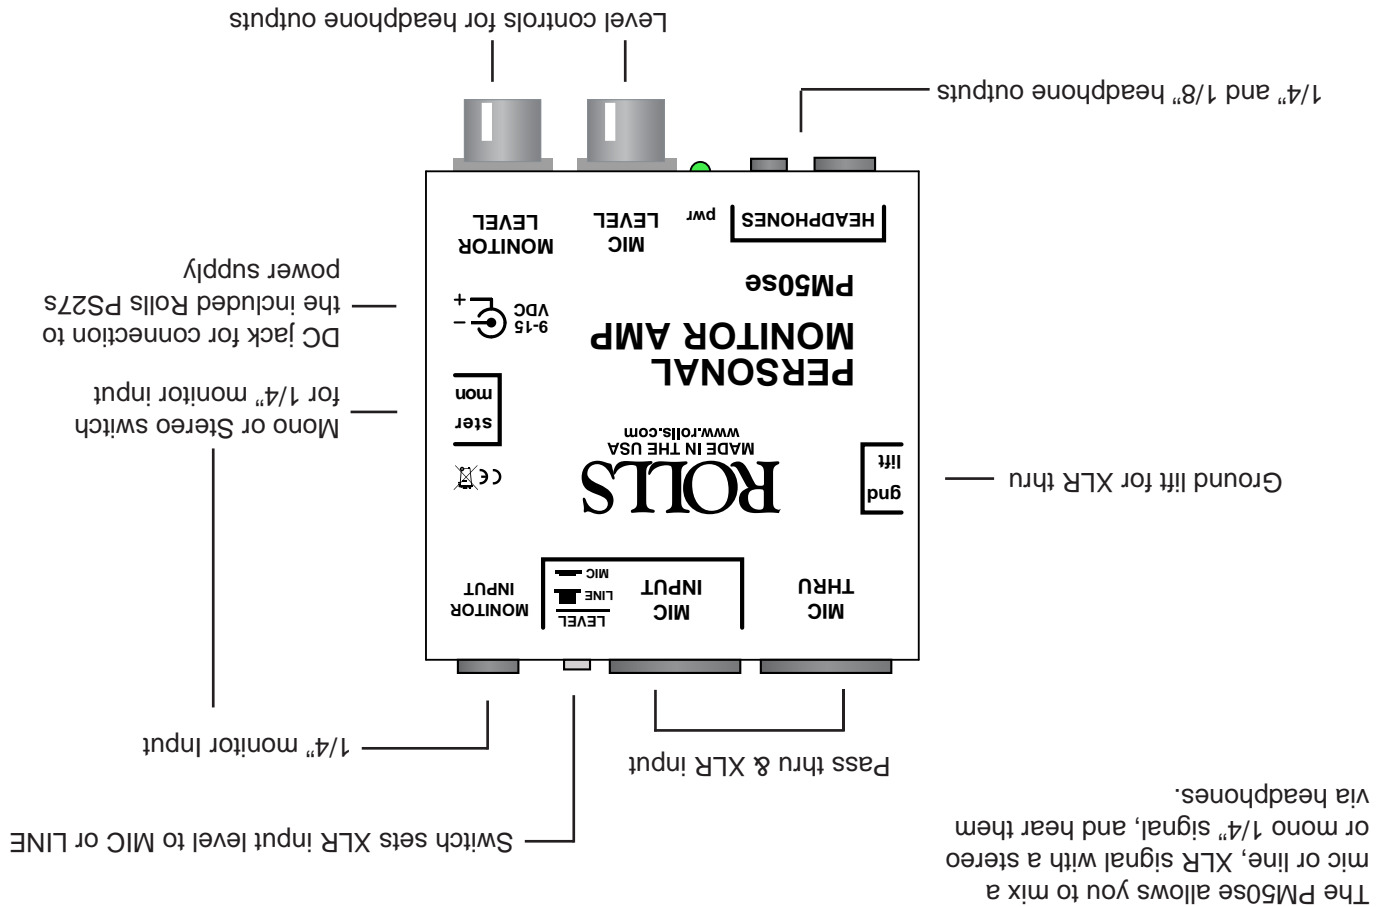 The PM50se allows you to mix a
mic or line, XLR signal with a stereo
or mono 1/4” signal, and hear them
via headphones.
Switch sets XLR input level to MIC or LINE
Pass thru & XLR input
1/4” monitor Input
MIC
THRU
MIC
INPUT
LEVEL
LINE
MIC
MONITOR
INPUT
Ground lift for XLR thru
gnd
lift
ROLLS
MADE IN THE USA
www.rolls.com
CE
ster
mon
Mono or Stereo switch
for 1/4” monitor input
PERSONAL
MONITOR AMP
PM50se
9-15
VDC
-
+
DC jack for connection to
the included Rolls PS27s
power supply
HEADPHONES
pwr
MIC
LEVEL
MONITOR
LEVEL
1/4” and 1/8” headphone outputs
Level controls for headphone outputs